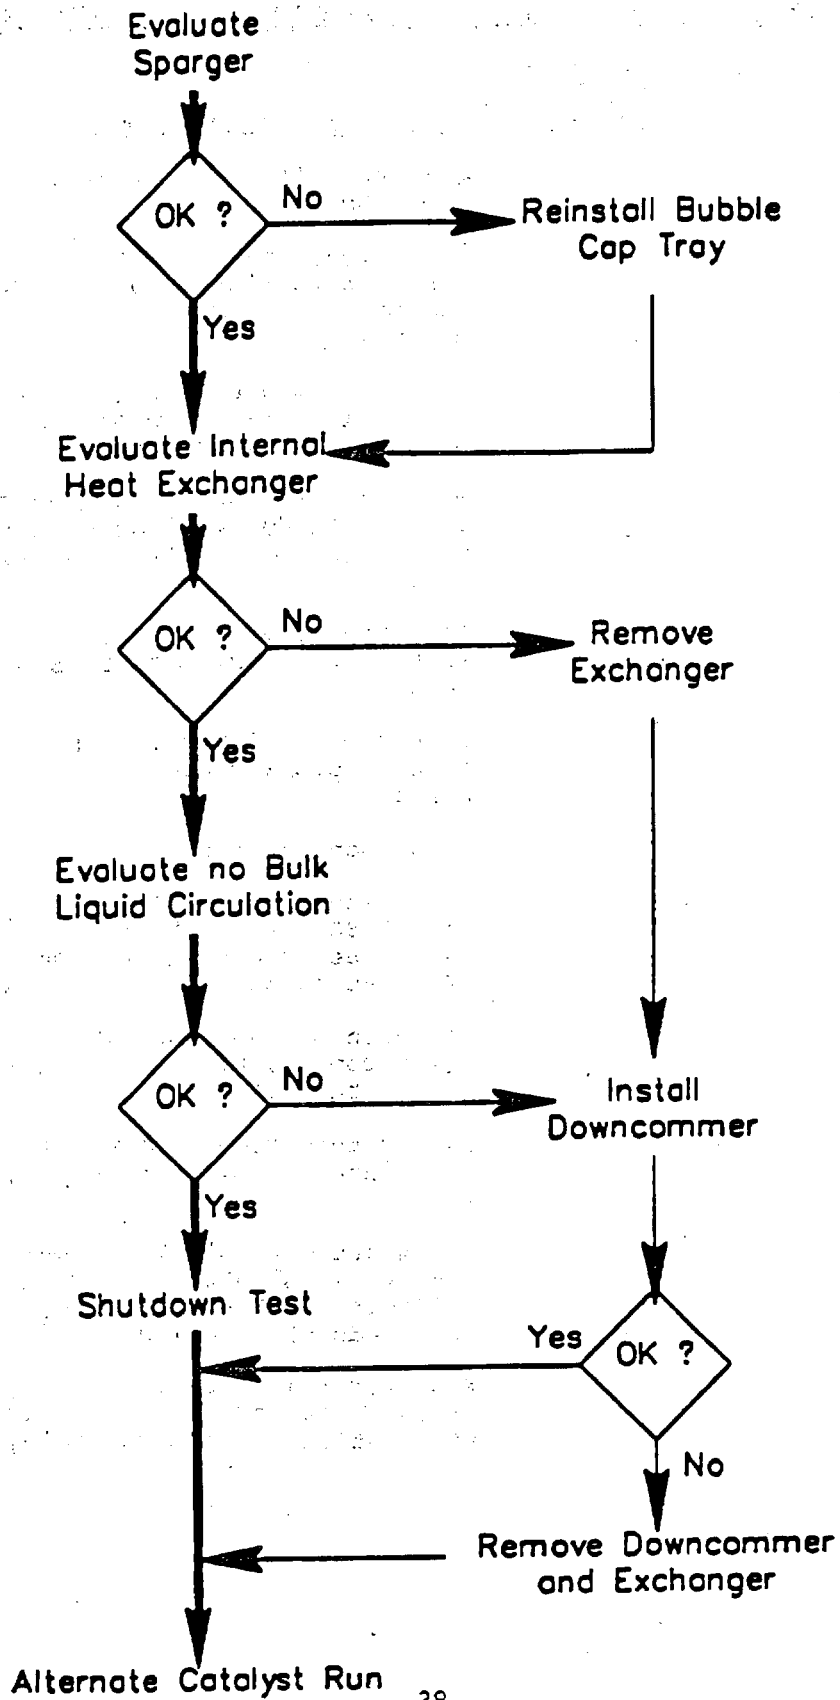 Evaluate
Sparger
OK ?
No
Reinstall Bubble
Cap Tray
Yes
Evaluate Internal
Heat Exchanger
OK ?
No
Remove
Exchanger
Yes
Evaluate no Bulk
Liquid Circulation
OK ?
No
Install
Downcommer
Yes
Shutdown Test
Yes
OK ?
No
Remove Downcommer
and Exchanger
Alternate Catalyst Run